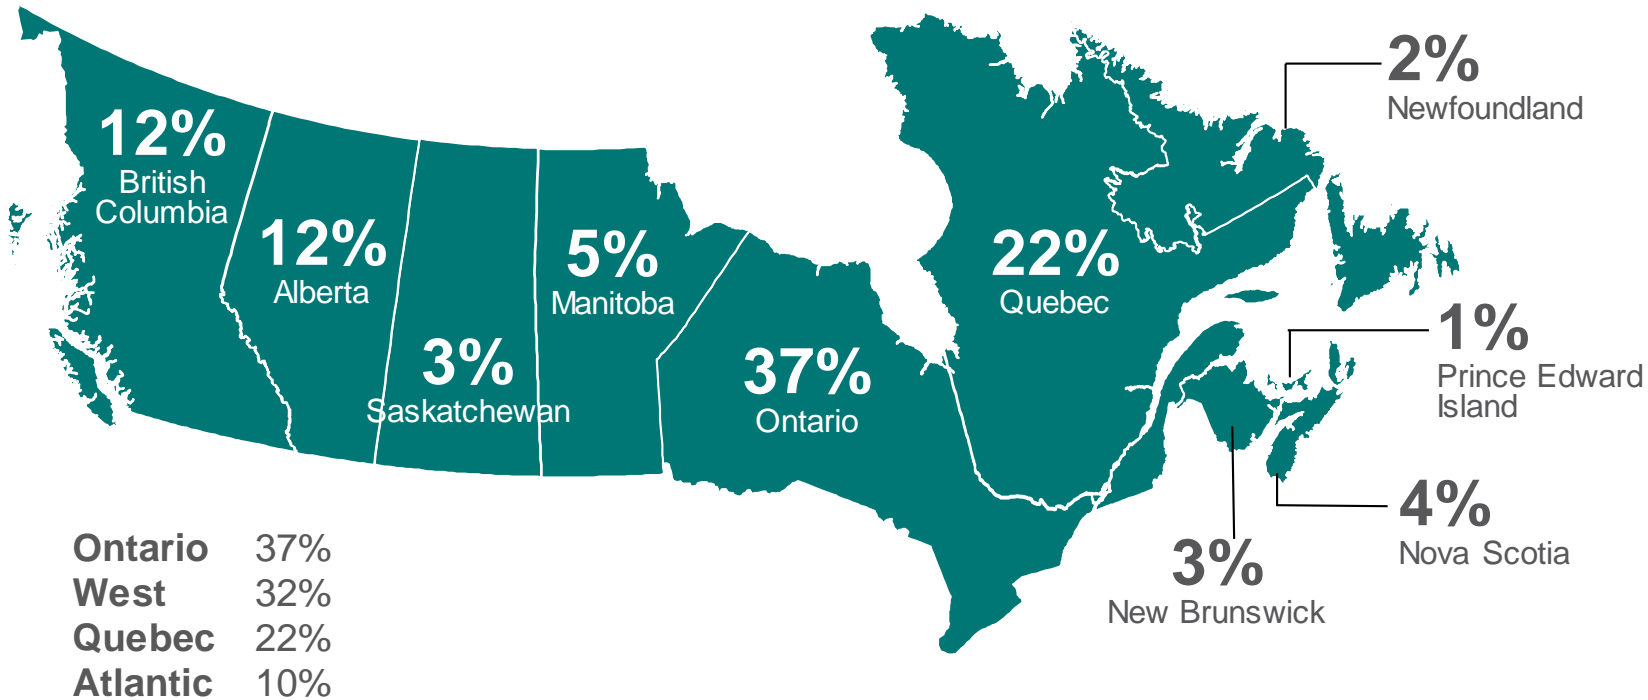 12%
British
Columbia
12%
Alberta
3%
Saskatchewan
5%
Manitoba
37%
Ontario
22%
Quebec
2%
Newfoundland
1%
Prince Edward
Island
4%
Nova Scotia
3%
New Brunswick
Ontario 37%
West 32%
Quebec 22%
Atlantic 10%